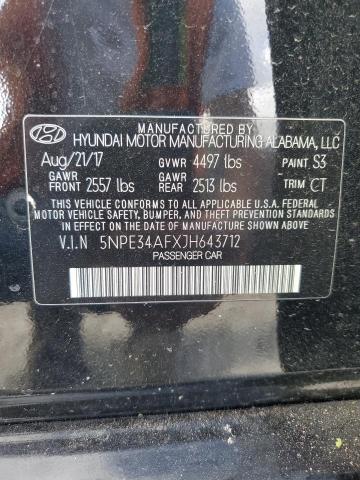 MANUFACTURED BY
HYUNDAI MOTOR MANUFACTURING ALABAMA, LLC
Aug/21/17 GVWR 4497 lbs PAINT S3
GAWR FRONT 2557 lbs GAWR REAR 2513 lbs TRIM CT
THIS VEHICLE CONFORMS TO ALL APPLICABLE U.S.A. FEDERAL
MOTOR VEHICLE SAFETY, BUMPER, AND THEFT PREVENTION
STANDARDS IN EFFECT ON THE DATE OF MANUFACTURE SHOWN ABOVE.
V.I.N 5NPE34AFXJH643712
PASSENGER CAR